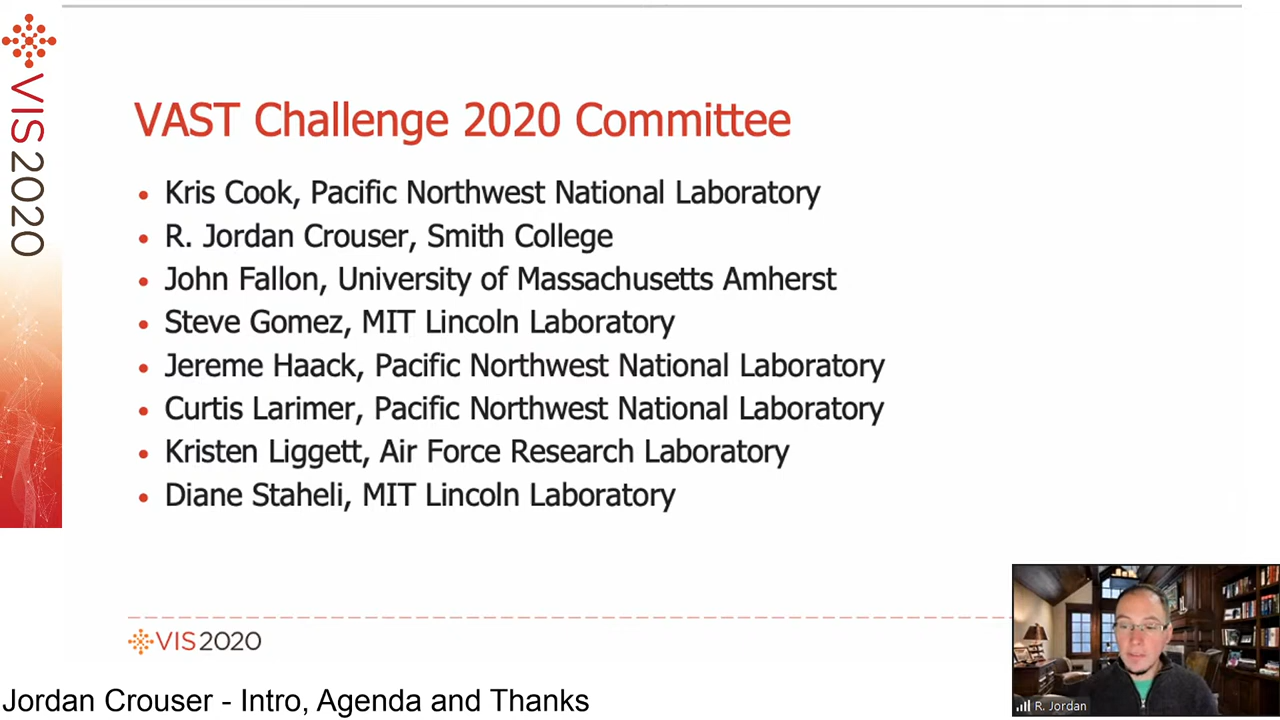 VIS2020
VAST Challenge 2020 Committee
• Kris Cook, Pacific Northwest National Laboratory
• R. Jordan Crouser, Smith College
• John Fallon, University of Massachusetts Amherst
• Steve Gomez, MIT Lincoln Laboratory
• Jereme Haack, Pacific Northwest National Laboratory
• Curtis Larimer, Pacific Northwest National Laboratory
• Kristen Liggett, Air Force Research Laboratory
• Diane Staheli, MIT Lincoln Laboratory
VIS2020
R. Jordan
Jordan Crouser - Intro, Agenda and Thanks